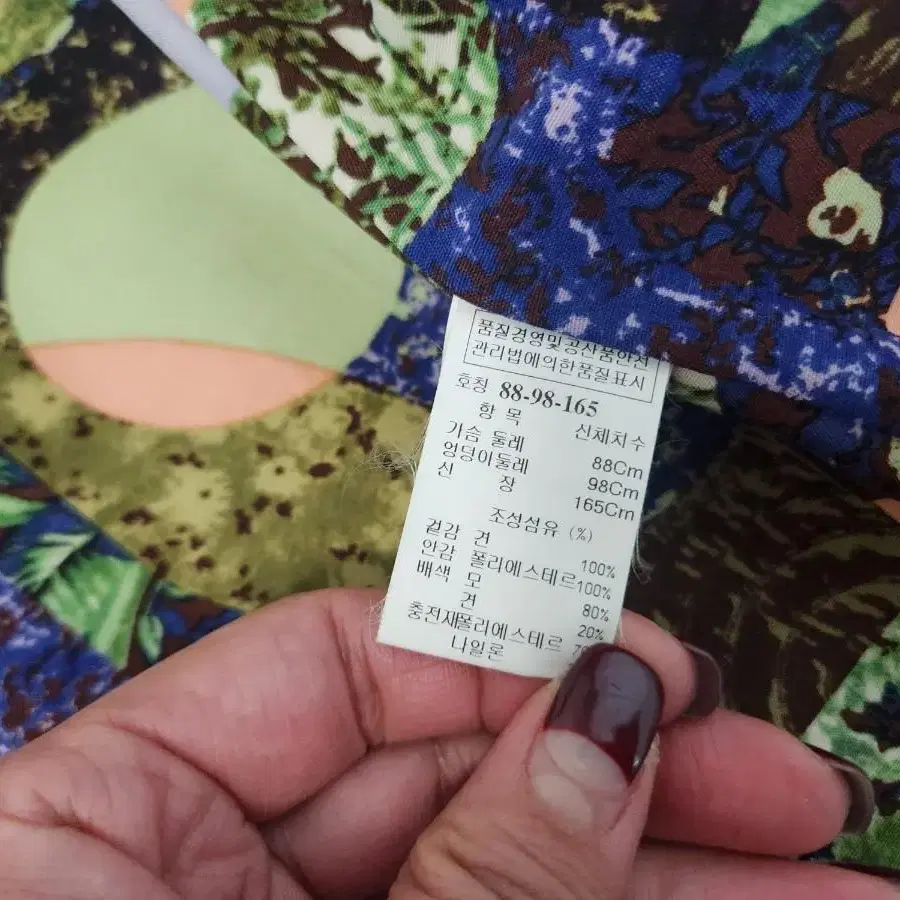 품질경영및공산품안전
관리법에의한품질표시
호칭 88-98-165
항 목 신체치수
가슴 둘레 88Cm
엉덩이둘레 98Cm
신 장 165Cm
조성섬유 (%)
겉감 견 100%
안감 폴리에스테르 100%
배색 모 80%
견 20%
충전재폴리에스테르
나일론